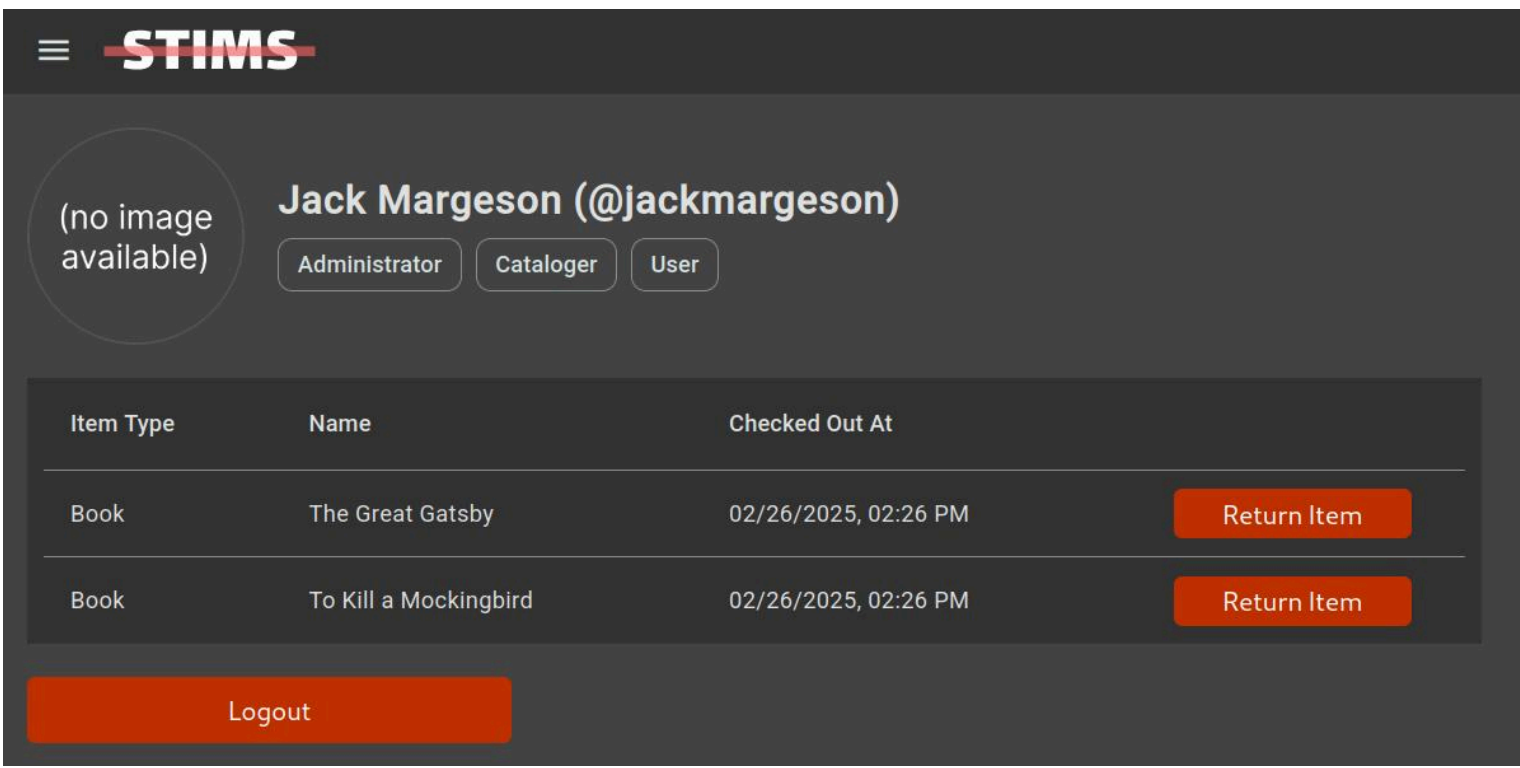 STIMS
(no image
available)
Jack Margeson (@jackmargeson)
Administrator Cataloger User
Item Type Name Checked Out At
Book The Great Gatsby 02/26/2025, 02:26 PM Return Item
Book To Kill a Mockingbird 02/26/2025, 02:26 PM Return Item
Logout